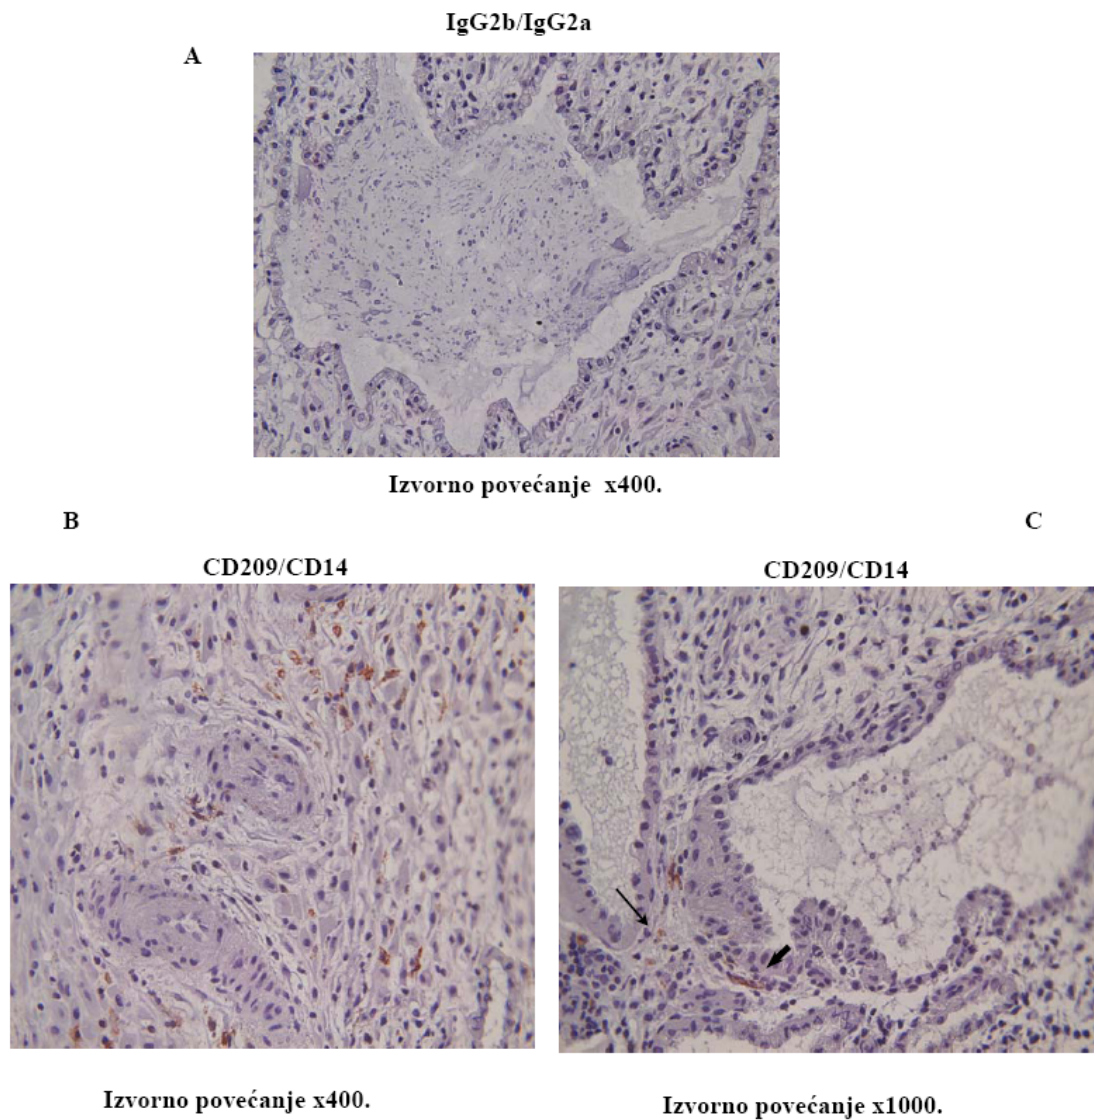 IgG2b/IgG2a
A
Izvorno povećanje x400.
B
C
CD209/CD14
CD209/CD14
Izvorno povećanje x400.
Izvorno povećanje x1000.